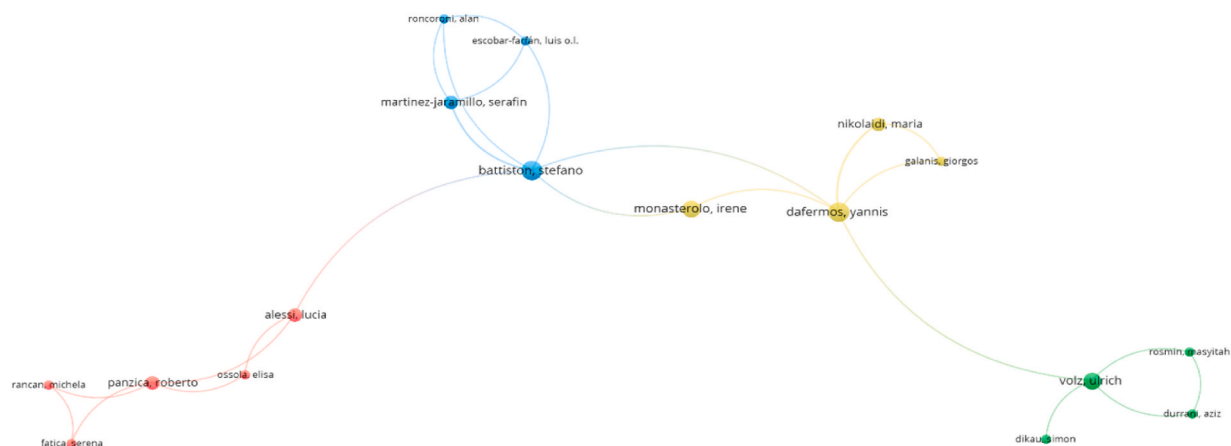 roncoroni, alan
escobar-farfán, luis o.l.
martinez-jaramillo, serafin
nikolaidi, maria
galanis, giorgos
battiston, stefano
monasterolo, irene
dafermos, yannis
alessi, lucia
rosmin, masyitah
ossola, elisa
volz, ulrich
rancan, michela
panzica, roberto
durrani, aziz
dikau, simon
fatica, serena